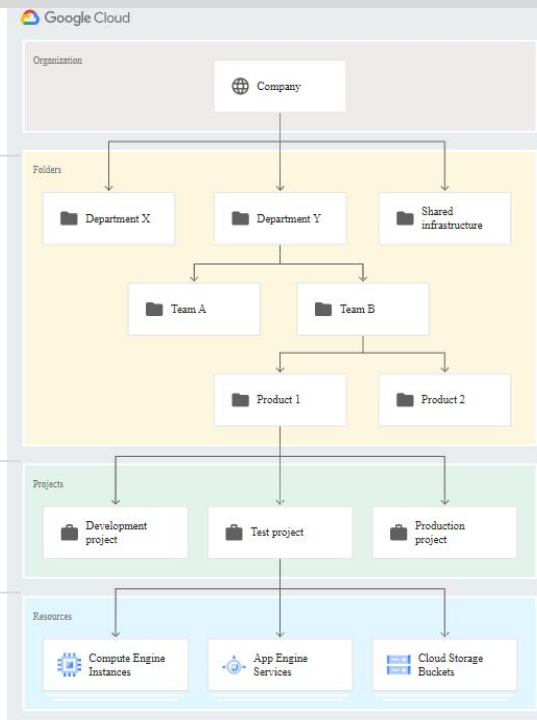 Google Cloud
Organization
Company
Folders
Department X
Department Y
Shared
infrastructure
Team A
Team B
Product 1
Product 2
Projects
Development
project
Test project
Production
project
Resources
Compute Engine
Instances
App Engine
Services
Cloud Storage
Buckets